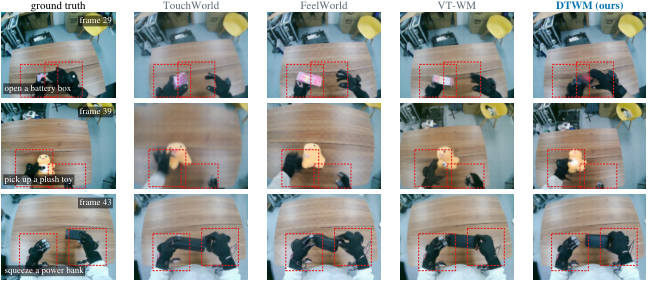 ground truth TouchWorld FeelWorld VT-WM DTWM (ours)
frame 29
open a battery box
frame 39
pick up a plush toy
frame 43
squeeze a power bank